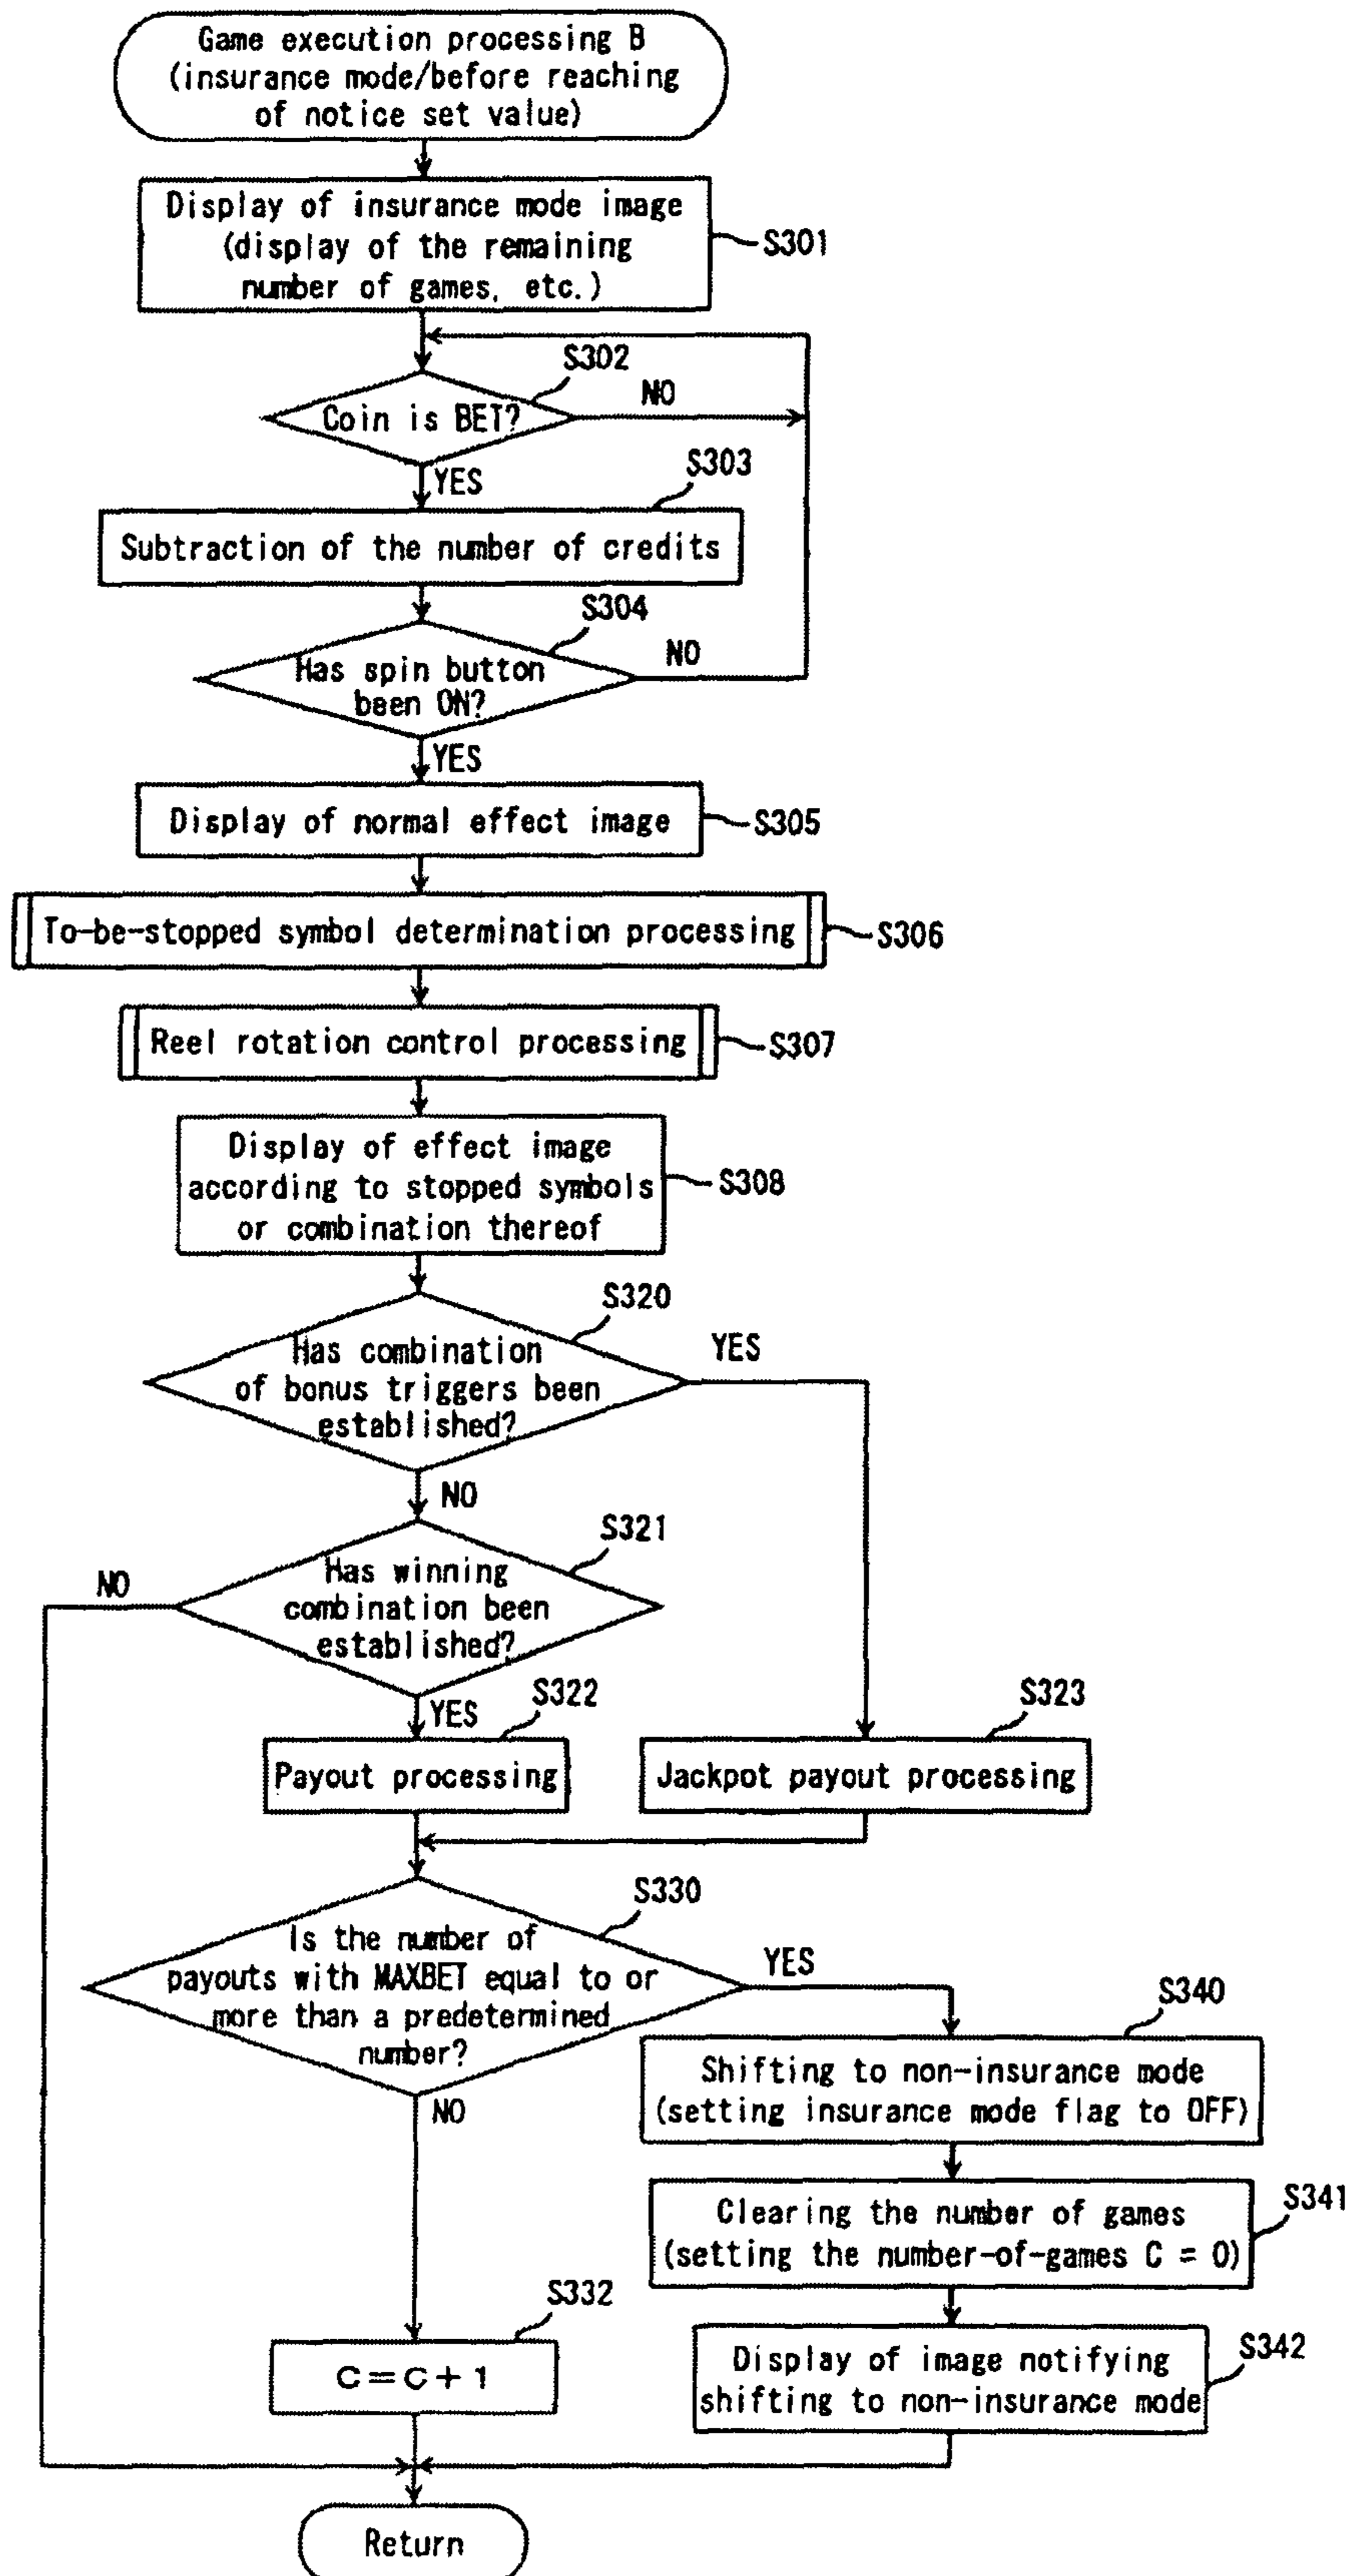 Game execution processing B
(insurance mode/before reaching
of notice set value)
Display of insurance mode image
(display of the remaining
number of games, etc.)
S301
S302
Coin is BET?
NO
YES
S303
Subtraction of the number of credits
S304
Has spin button
been ON?
NO
YES
Display of normal effect image
S305
To-be-stopped symbol determination processing
S306
Reel rotation control processing
S307
Display of effect image
according to stopped symbols
or combination thereof
S308
S320
Has combination
of bonus triggers been
established?
YES
NO
S321
Has winning
combination been
established?
NO
YES
S322
Payout processing
S323
Jackpot payout processing
S330
Is the number of
payouts with MAXBET equal to or
more than a predetermined
number?
YES
NO
S340
Shifting to non-insurance mode
(setting insurance mode flag to OFF)
S341
Clearing the number of games
(setting the number-of-games C = 0)
S332
C=C+1
S342
Display of image notifying
shifting to non-insurance mode
Return